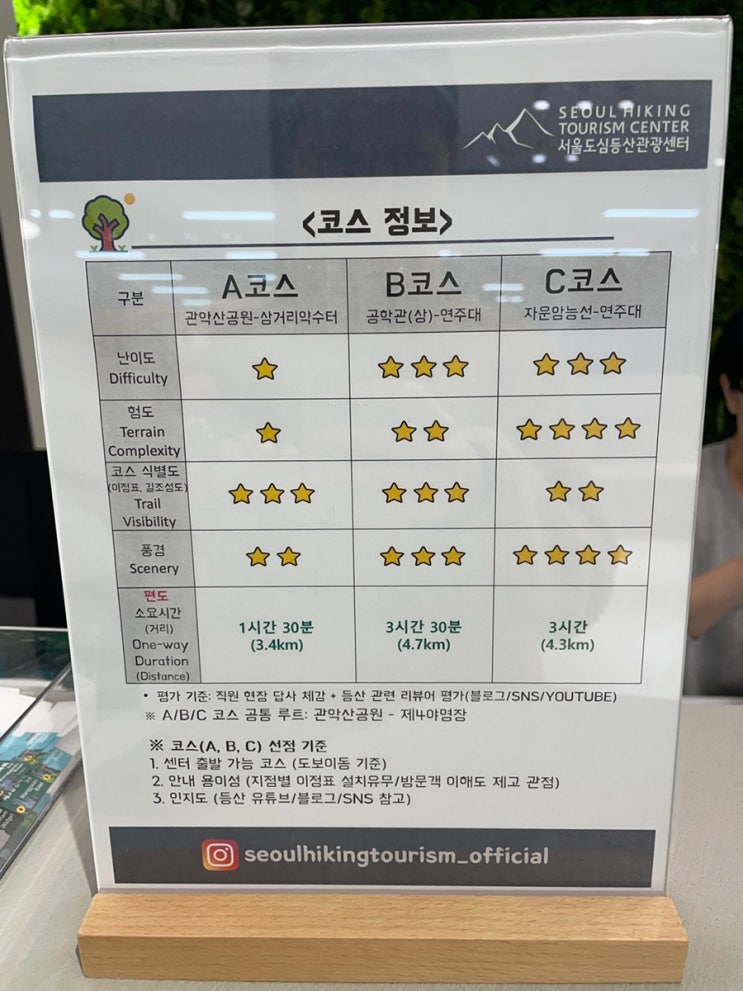 SEOUL HIKING
TOURISM CENTER
서울도심등산관광센터
<코스 정보>
구분
A코스
관악산공원-삼거리약수터
B코스
공학관(상)-연주대
C코스
자운암능선-연주대
난이도
Difficulty
★
★★★
★★★
험도
Terrain
Complexity
★
★★
★★★★
코스 식별도
(이정표, 길조성도)
Trail
Visibility
★★★
★★★
★★
풍경
Scenery
★★
★★★
★★★★
편도
소요시간
(거리)
One-way
Duration
(Distance)
1시간 30분
(3.4km)
3시간 30분
(4.7km)
3시간
(4.3km)
• 평가 기준: 직원 현장 답사 체감 + 등산 관련 리뷰어 평가(블로그/SNS/YOUTUBE)
※ A/B/C 코스 공통 루트: 관악산공원 - 제4야영장
※ 코스(A, B, C) 선정 기준
1. 센터 출발 가능 코스 (도보이동 기준)
2. 안내 용이성 (지점별 이정표 설치유무/방문객 이해도 제고 관점)
3. 인지도 (등산 유튜브/블로그/SNS 참고)
seoulhikingtourism_official